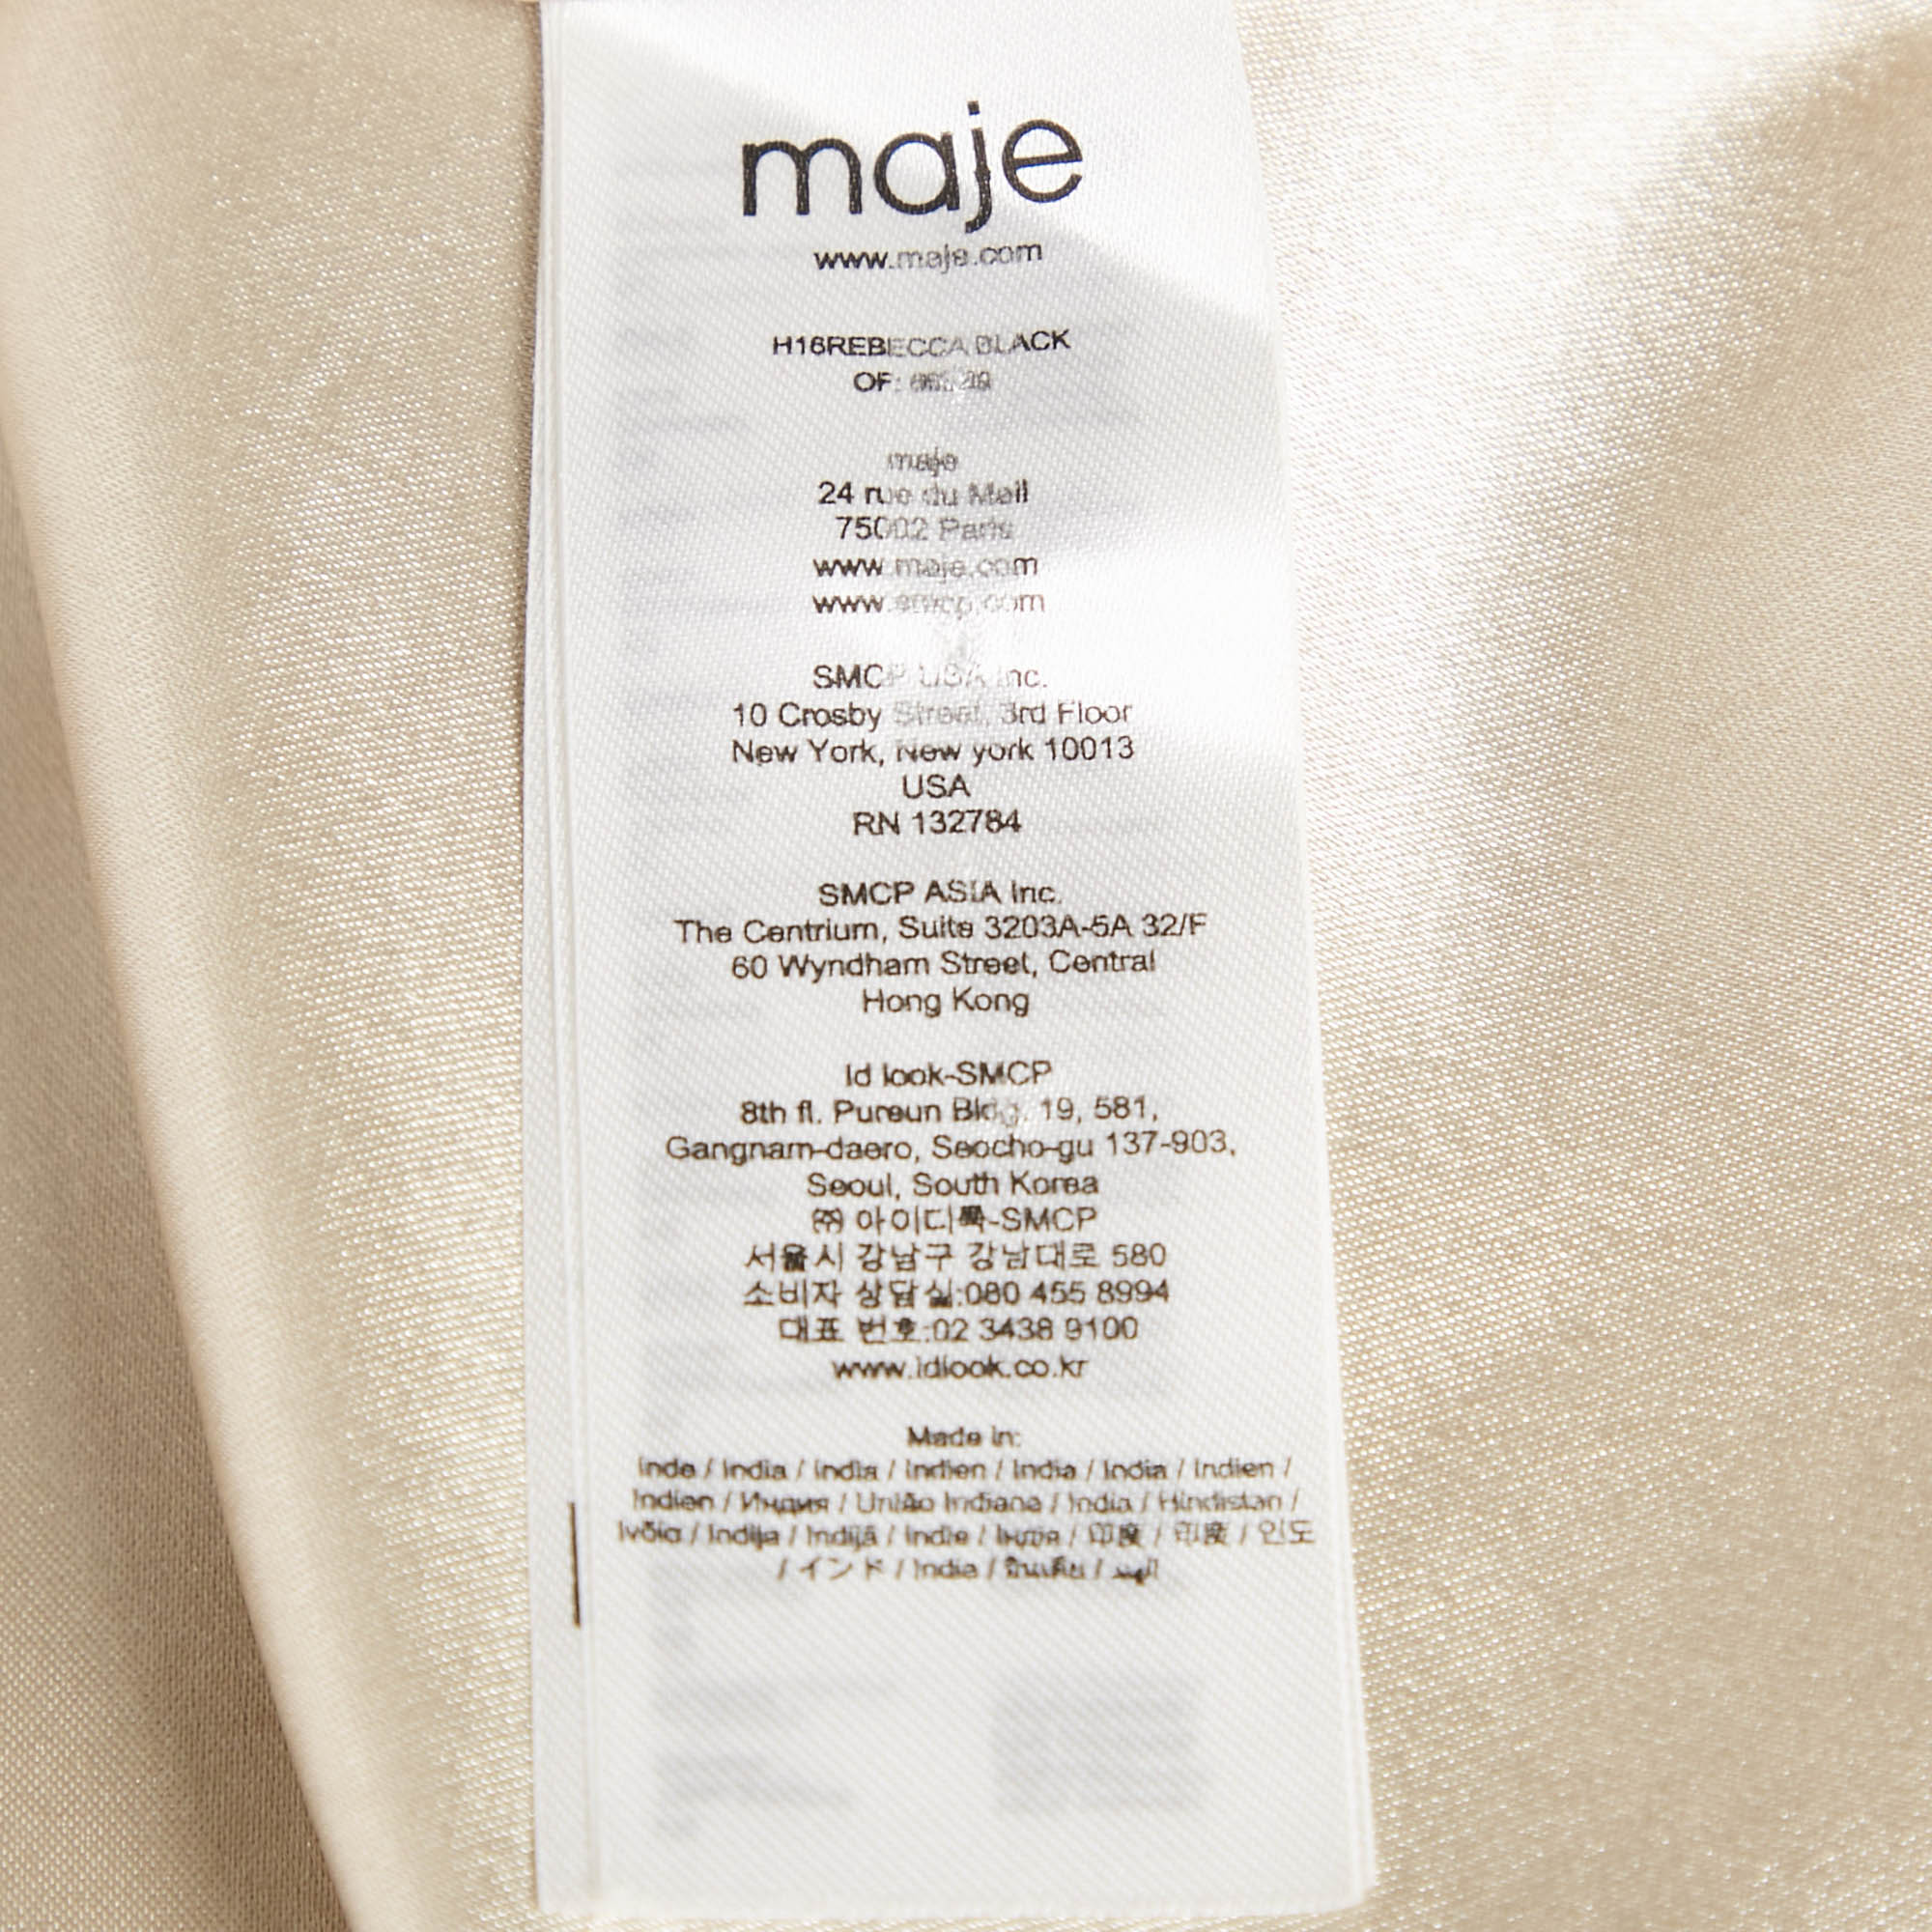 maje
www.maje.com
H16REBECCA BLACK
OF:
maje
24 rue du Mail
75002 Paris
www.maje.com
www.smcp.com
SMCP USA Inc.
10 Crosby Street, 3rd Floor
New York, New york 10013
USA
RN 132784
SMCP ASIA Inc.
The Centrium, Suite 3203A-5A 32/F
60 Wyndham Street, Central
Hong Kong
Id look-SMCP
8th fl. Pureun Bldg. 19, 581,
Gangnam-daero, Seocho-gu 137-903,
Seoul, South Korea
㈜ 아이디룩-SMCP
서울시 강남구 강남대로 580
소비자 상담실:080 455 8994
대표 번호:02 3438 9100
www.idlook.co.kr
Made in:
Inde / India / India / Indien / India / India / Indien /
Indien / Индия / União Indiana / India / Hindistan /
Ινδία / Indija / Indijā / Indie / Індія / 印度 / 印度 / 인도
/ インド / India / อินเดีย / الهند